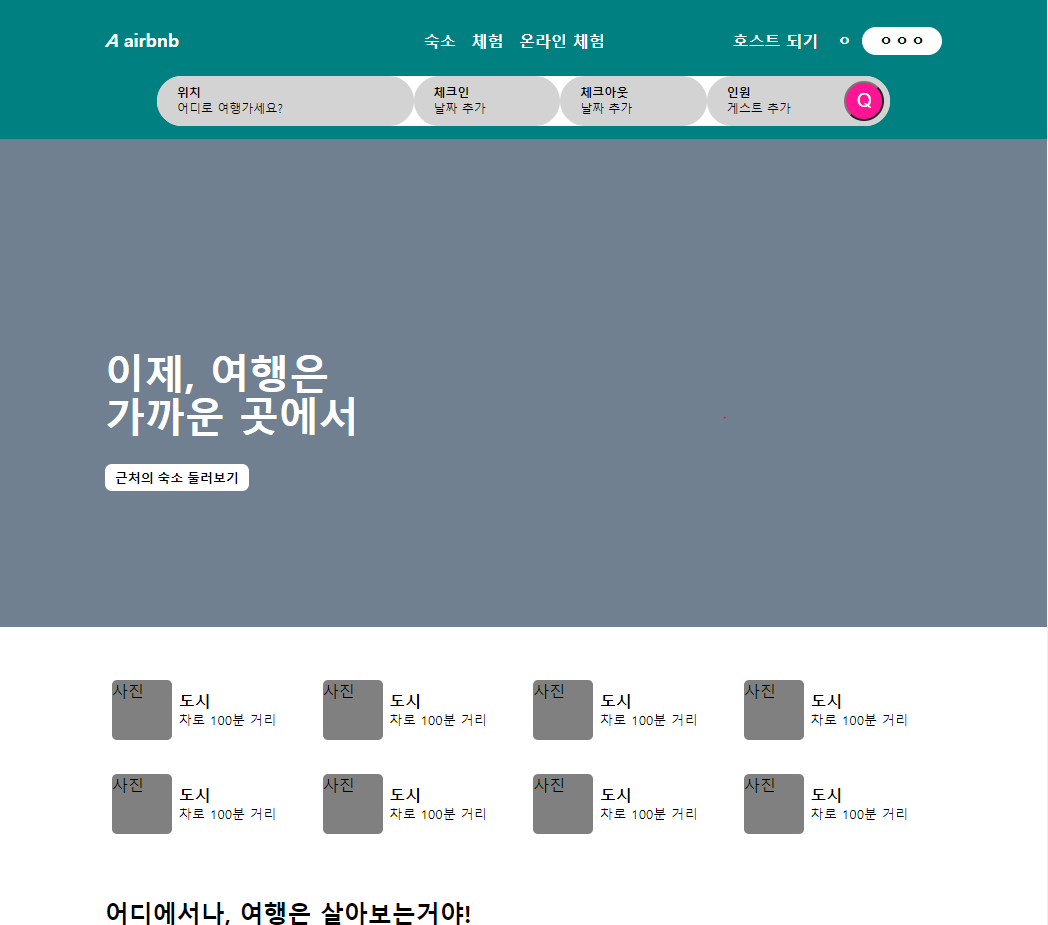 A airbnb 숙소 체험 온라인 체험 호스트 되기 ㅇ ㅇ ㅇ ㅇ
위치 체크인 체크아웃 인원
어디로 여행가세요? 날짜 추가 날짜 추가 게스트 추가 Q
이제, 여행은
가까운 곳에서
근처의 숙소 둘러보기
사진 사진 사진 사진
도시 도시 도시 도시
차로 100분 거리 차로 100분 거리 차로 100분 거리 차로 100분 거리
사진 사진 사진 사진
도시 도시 도시 도시
차로 100분 거리 차로 100분 거리 차로 100분 거리 차로 100분 거리
어디에서나, 여행은 살아보는거야!